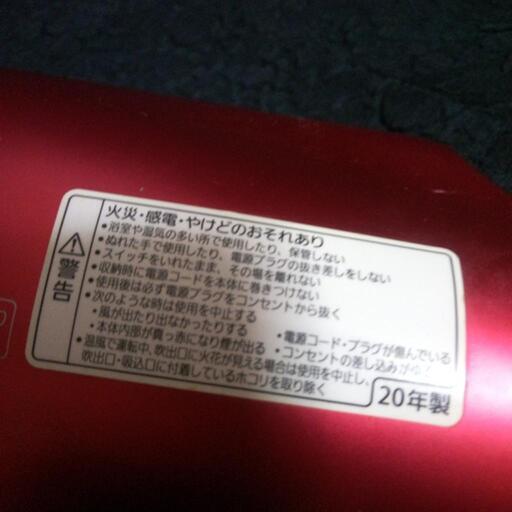 警告
火災・感電・やけどのおそれあり
・浴室や湿気の多い所で使用したり、保管しない
・ぬれた手で使用したり、電源プラグの抜き差しをしない
・スイッチをいれたまま、その場を離れない
・収納時に電源コードを本体に巻きつけない
・使用後は必ず電源プラグをコンセントから抜く
・次のような時は使用を中止する
・風が出たり出なかったりする
・本体内部が真っ赤になり煙が出る
・電源コード・プラグが傷んでいる
・コンセントの差し込みがゆ
・温風で運転中、吹出口に火花が見える場合は使用を中止し、
吹出口・吸込口に付着しているホコリを取り除く
20年製